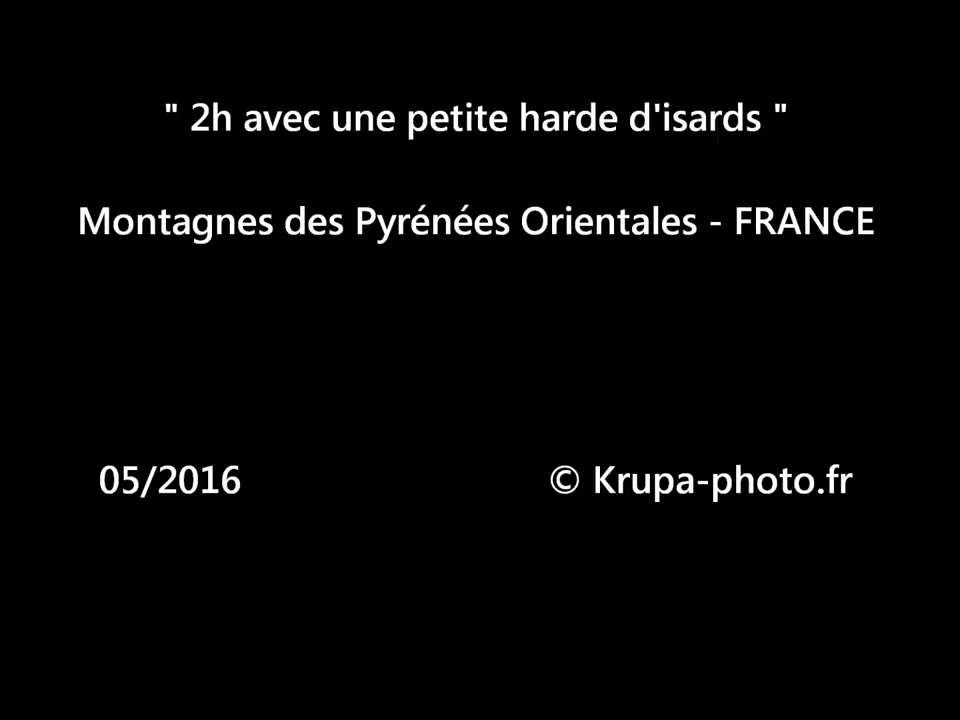 " 2h avec une petite harde d'isards "
Montagnes des Pyrénées Orientales - FRANCE
05/2016 © Krupa-photo.fr